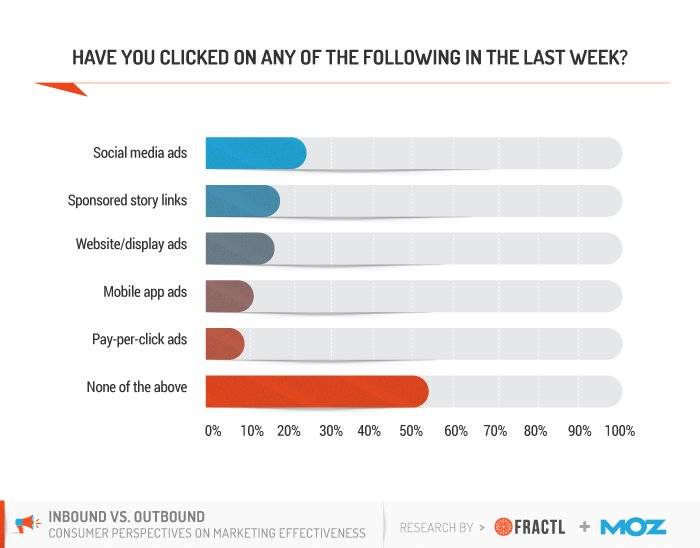 HAVE YOU CLICKED ON ANY OF THE FOLLOWING IN THE LAST WEEK?
Social media ads
Sponsored story links
Website/display ads
Mobile app ads
Pay-per-click ads
None of the above
0% 10% 20% 30% 40% 50% 60% 70% 80% 90% 100%
INBOUND VS. OUTBOUND
CONSUMER PERSPECTIVES ON MARKETING EFFECTIVENESS
RESEARCH BY > FRACTL + MOZ